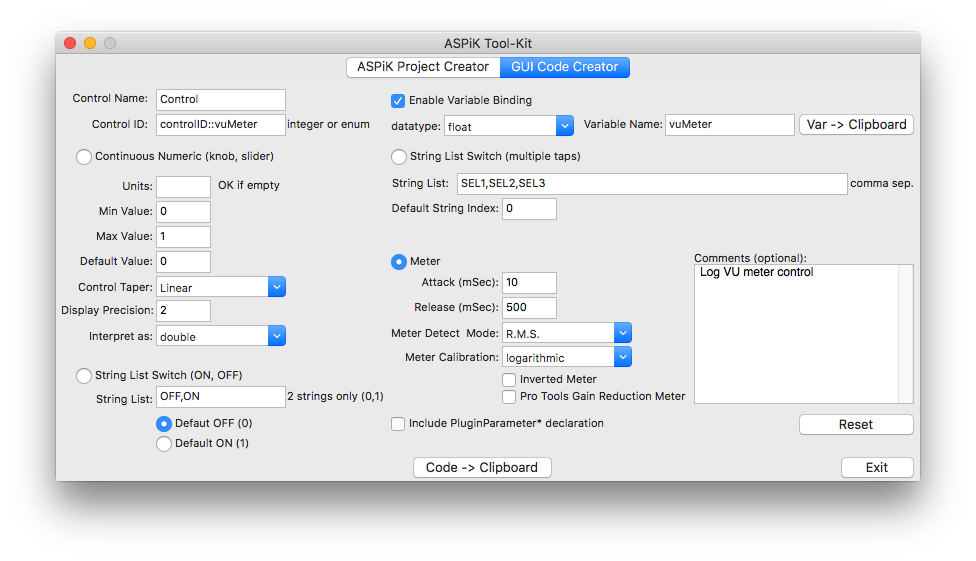 ASPiK Tool-Kit
ASPiK Project Creator GUI Code Creator
Control Name: Control Enable Variable Binding
Control ID: controlID::vuMeter integer or enum datatype: float Variable Name: vuMeter Var -> Clipboard
Continuous Numeric (knob, slider) String List Switch (multiple taps)
Units: OK if empty String List: SEL1,SEL2,SEL3 comma sep.
Min Value: 0 Default String Index: 0
Max Value: 1
Default Value: 0 Meter Comments (optional):
Log VU meter control
Control Taper: Linear Attack (mSec): 10
Display Precision: 2 Release (mSec): 500
Interpret as: double Meter Detect Mode: R.M.S.
Meter Calibration: logarithmic
String List Switch (ON, OFF) Inverted Meter
String List: OFF,ON 2 strings only (0,1) Pro Tools Gain Reduction Meter
Defaut OFF (0) Include PluginParameter* declaration Reset
Default ON (1)
Code -> Clipboard Exit